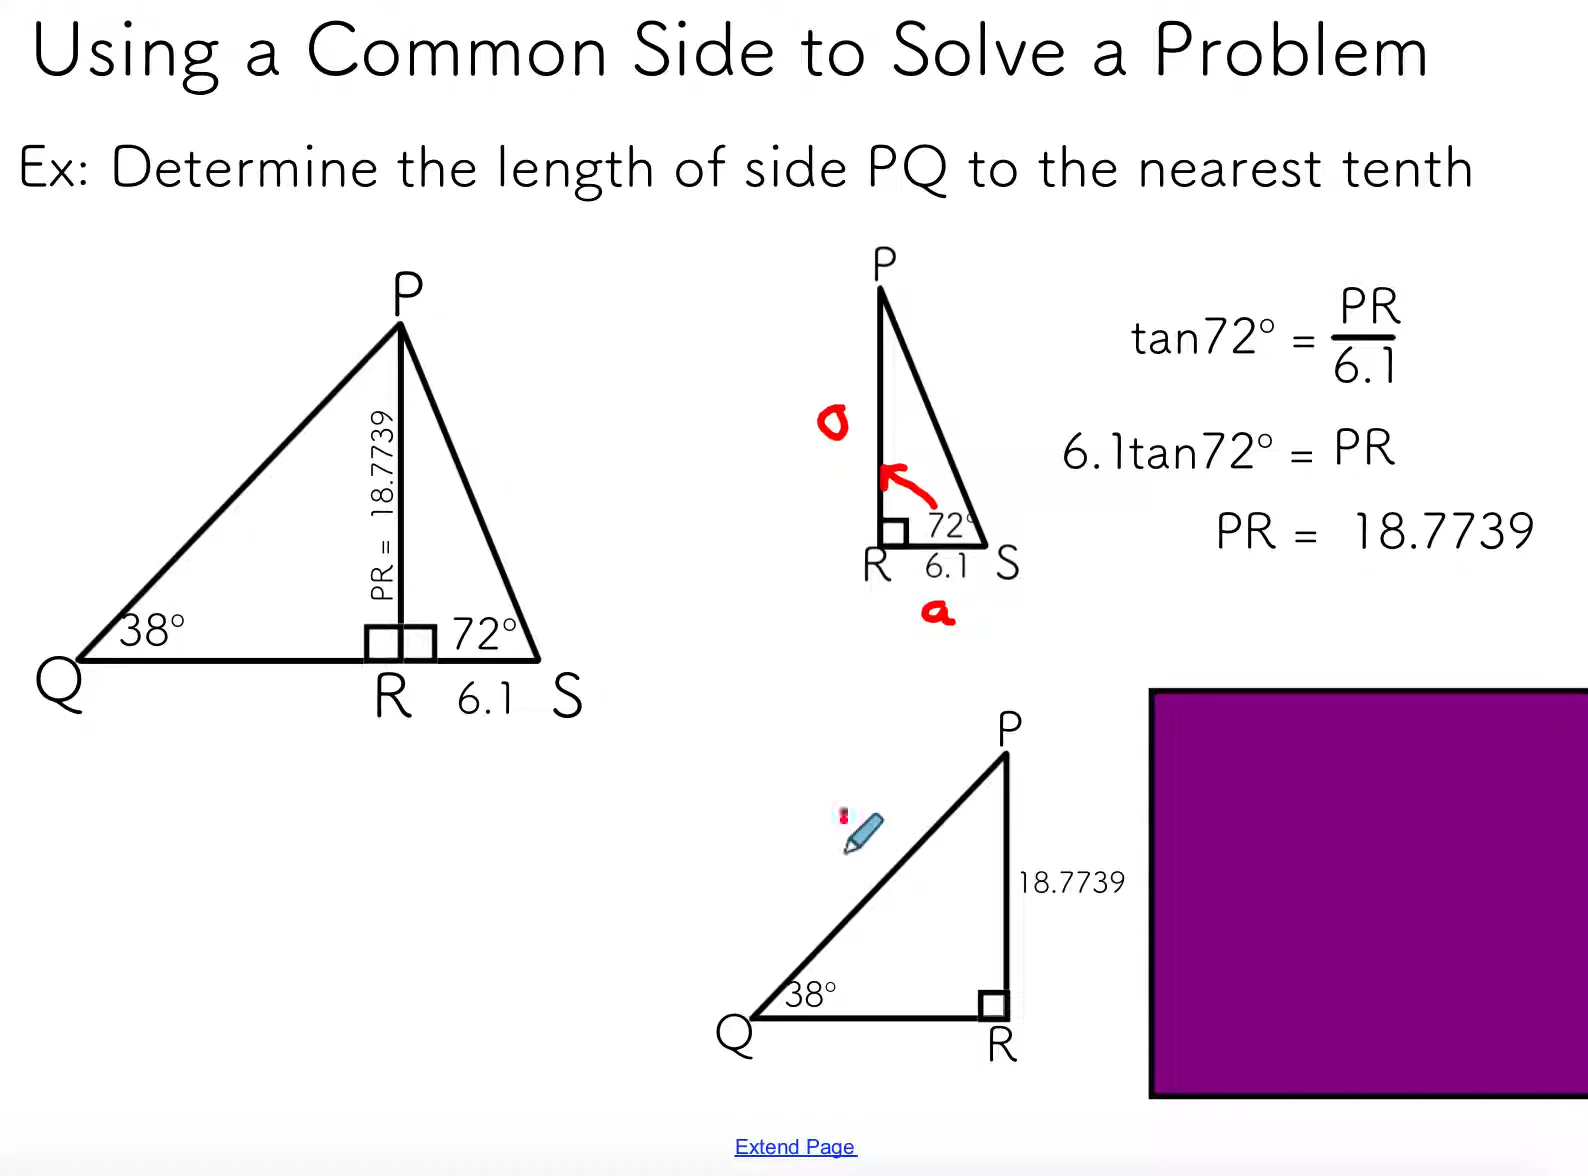 Using a Common Side to Solve a Problem
Ex: Determine the length of side PQ to the nearest tenth
P
PR = 18.7739
38°
72°
Q
R
6.1
S
P
o
72°
R
6.1
S
a
tan72° = PR
6.1
6.1tan72° = PR
PR = 18.7739
P
18.7739
38°
Q
R
Extend Page